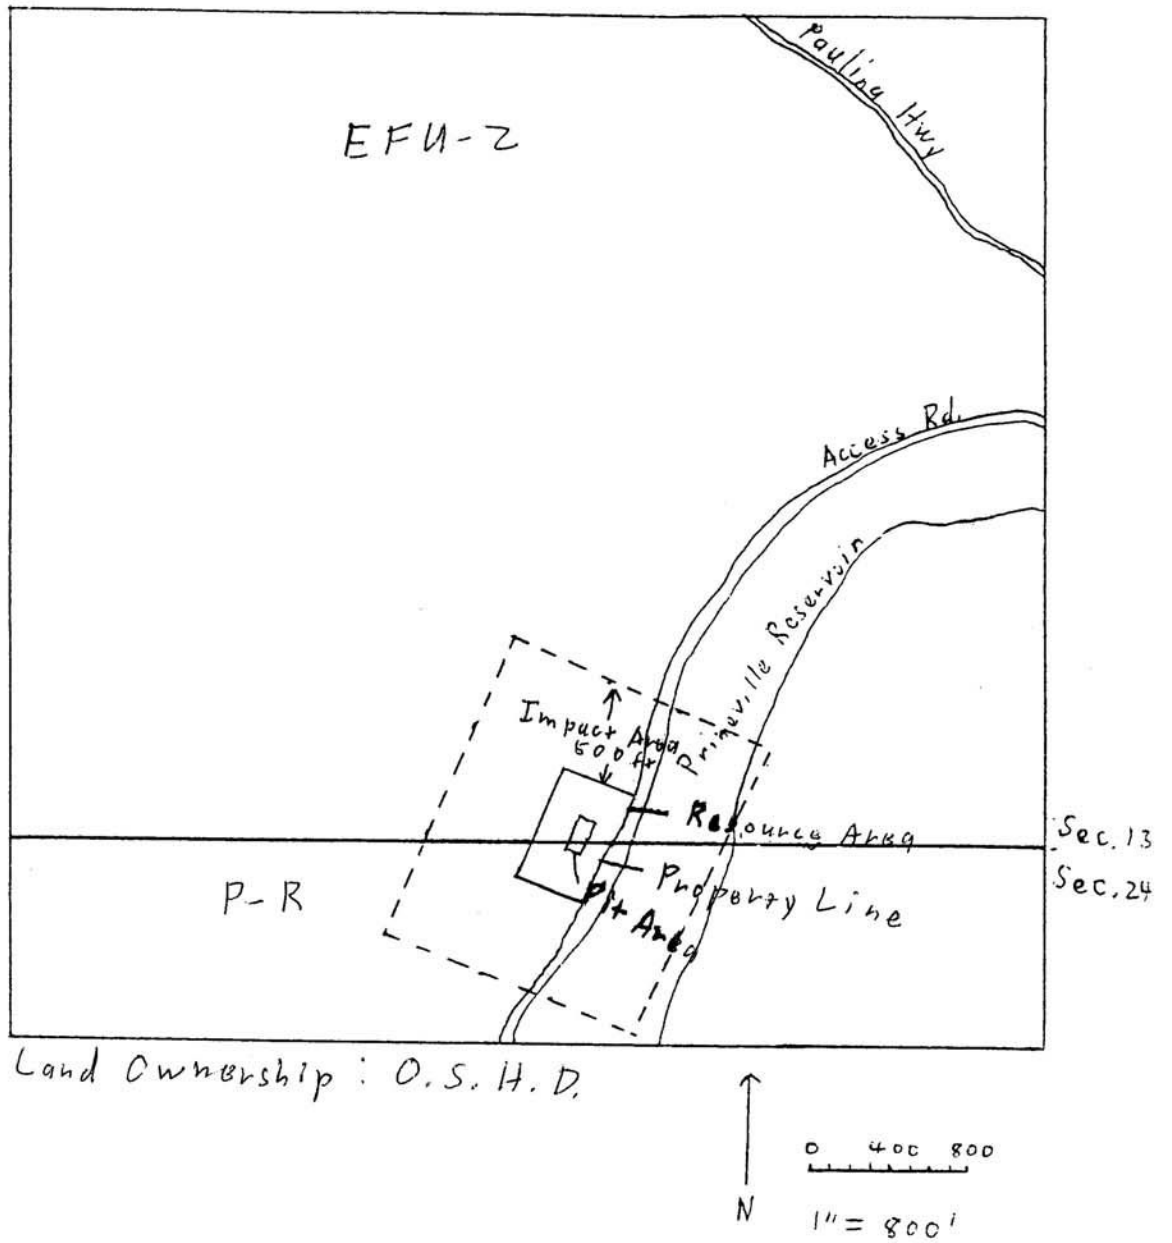 Paulina Hwy
EFU-2
Access Rd.
Prineville Reservoir
Impact Area
500 ft
Resource Area
Sec. 13
Sec. 24
Property Line
P-R
Pit Area
Land Ownership: O.S.H.D.
0 400 800
N
1" = 800'